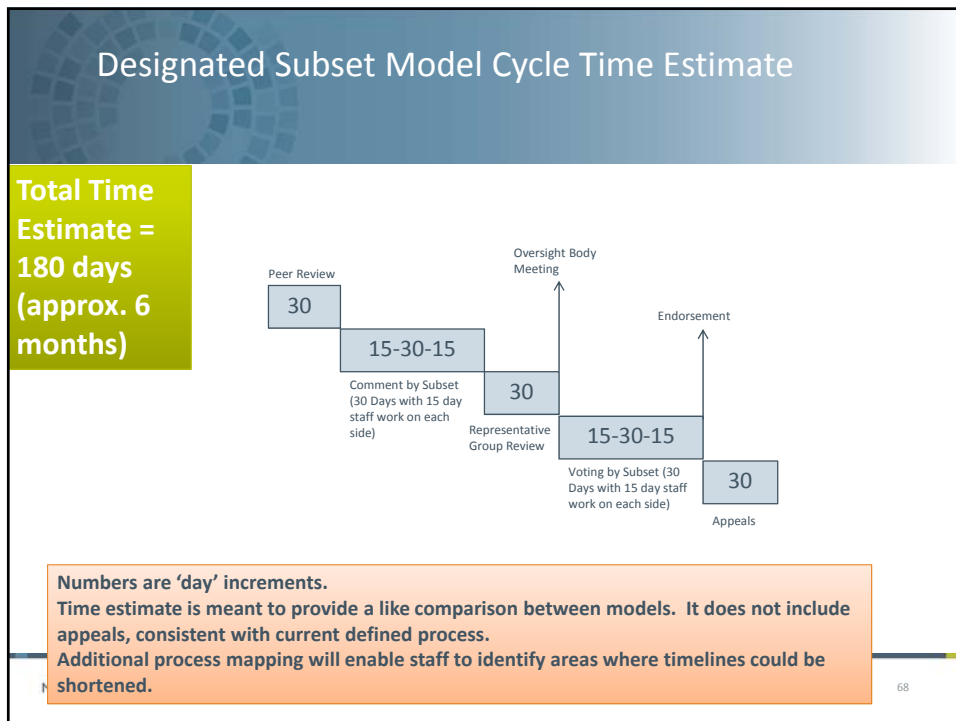 Designated Subset Model Cycle Time Estimate
Total Time
Estimate =
180 days
(approx. 6
months)
Peer Review
30
15-30-15
Comment by Subset
(30 Days with 15 day
staff work on each
side)
30
Representative
Group Review
Oversight Body
Meeting
15-30-15
Voting by Subset (30
Days with 15 day staff
work on each side)
Endorsement
30
Appeals
Numbers are ‘day’ increments.
Time estimate is meant to provide a like comparison between models.  It does not include
appeals, consistent with current defined process.
Additional process mapping will enable staff to identify areas where timelines could be
shortened.
68